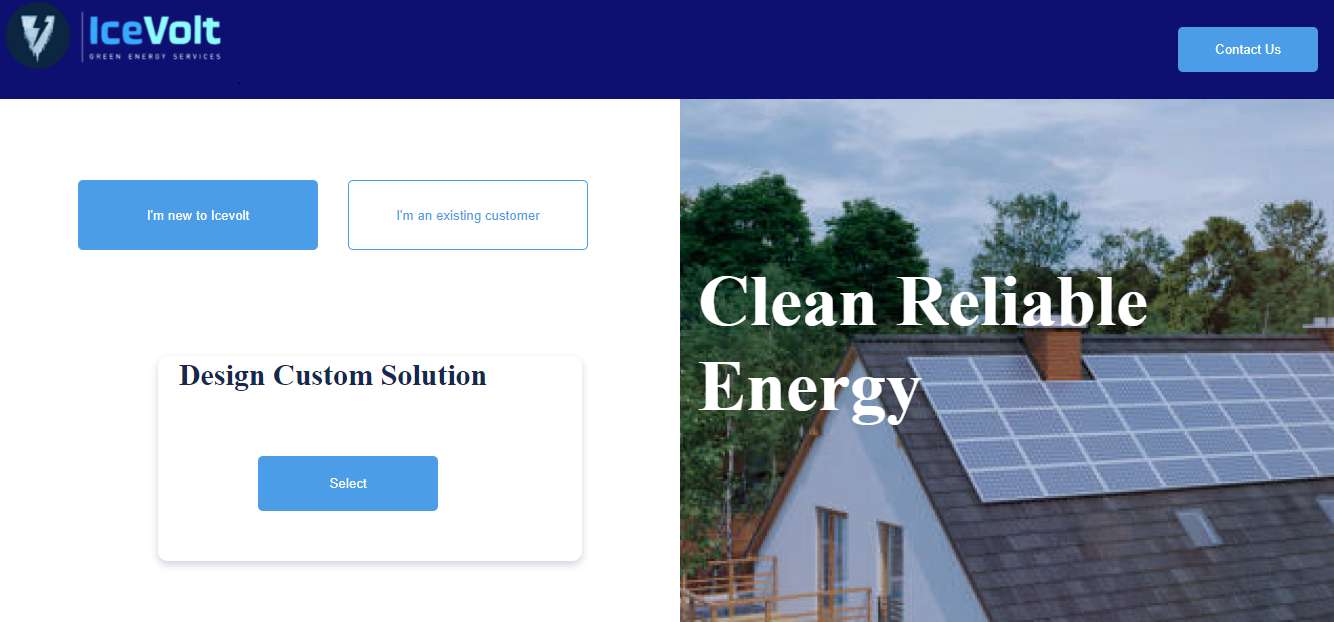 IceVolt
GREEN ENERGY SERVICES
Contact Us
I'm new to Icevolt
I'm an existing customer
Design Custom Solution
Select
Clean Reliable
Energy